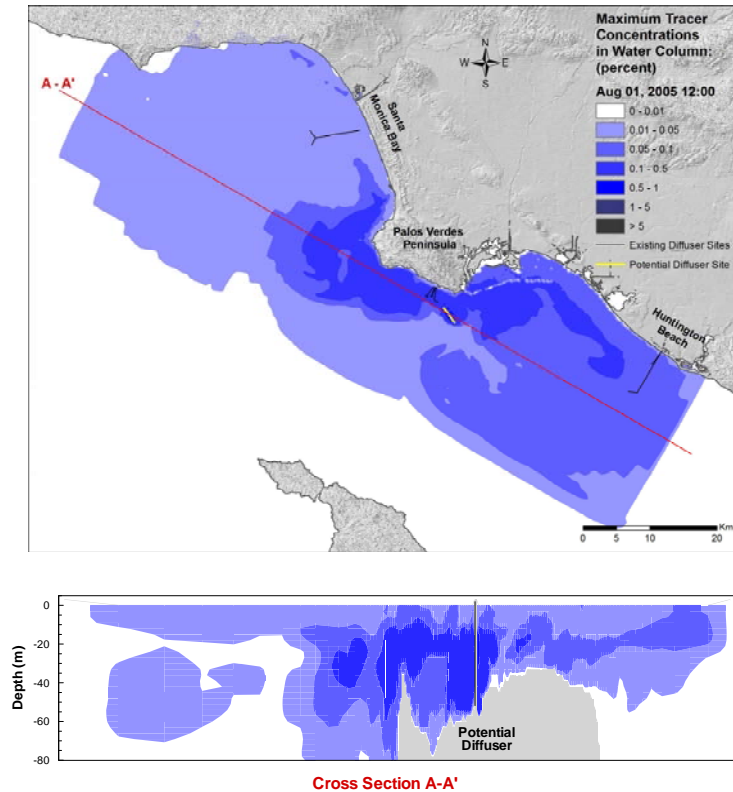 Maximum Tracer
Concentrations
in Water Column:
(percent)
Aug 01, 2005 12:00
0 - 0.01
0.01 - 0.05
0.05 - 0.1
0.1 - 0.5
0.5 - 1
1 - 5
> 5
Existing Diffuser Sites
Potential Diffuser Site
N
W E
S
A - A'
Santa
Monica Bay
Palos Verdes
Peninsula
Huntington
Beach
Km
0 5 10 20
0
-20
-40
-60
-80
Depth (m)
Potential
Diffuser
Cross Section A-A'